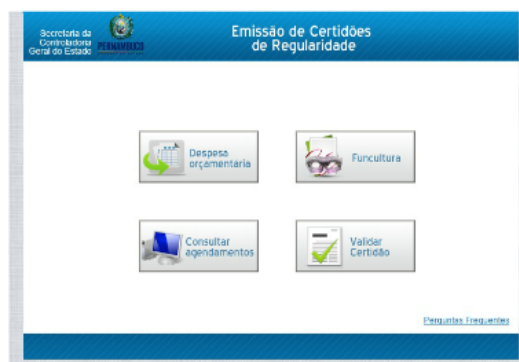 Secretaria da
Controladoria
Geral do Estado
PERNAMBUCO
Emissão de Certidões
de Regularidade
Despesa
orçamentaria
Funcultura
Consultar
agendamentos
Validar
Certidão
Perguntas Frequentes